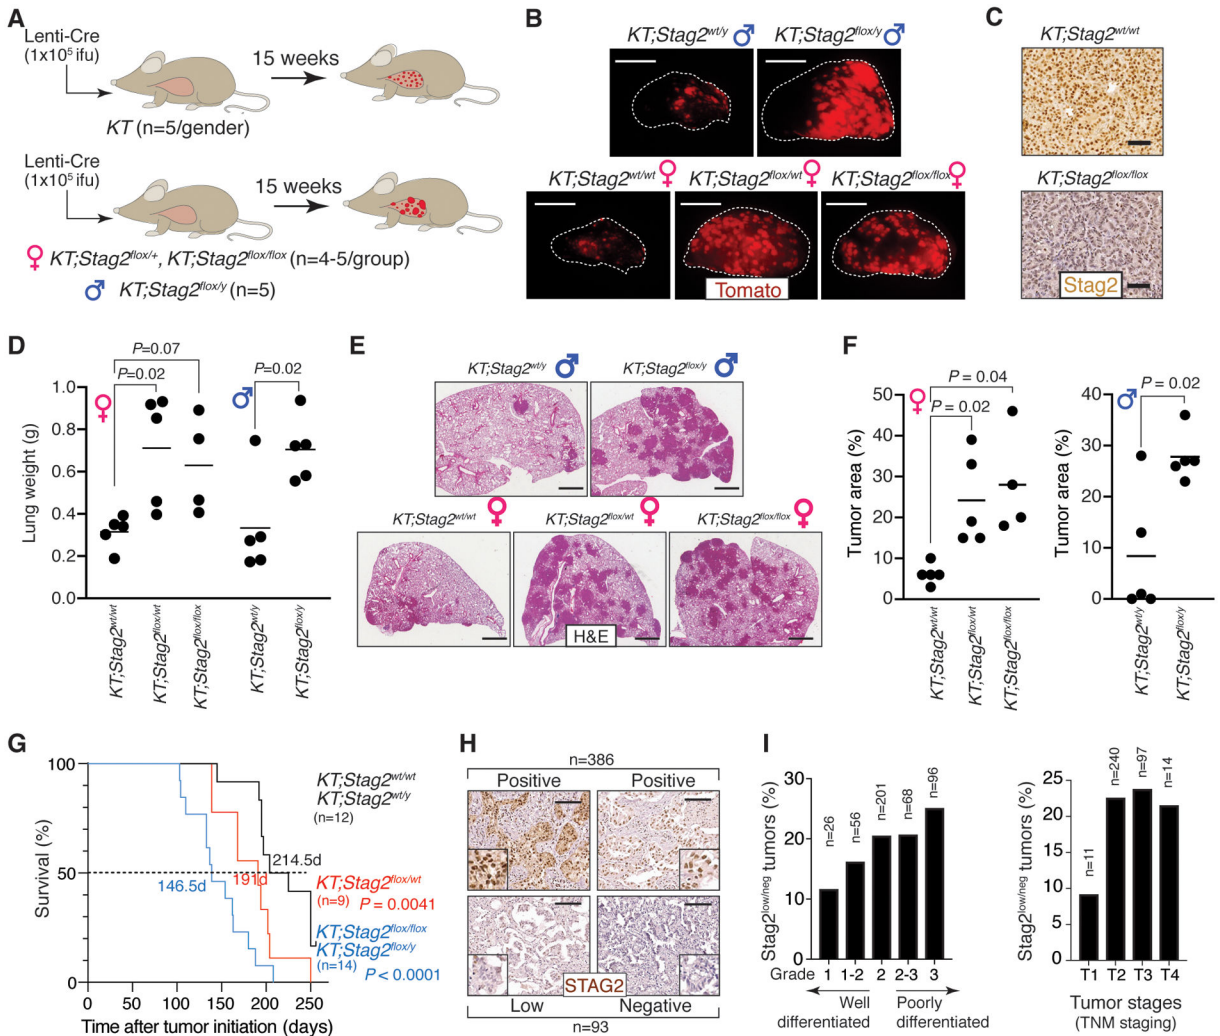 A
Lenti-Cre
(1x10⁵ ifu)
15 weeks
KT (n=5/gender)
Lenti-Cre
(1x10⁵ ifu)
15 weeks
♀ KT;Stag2flox/+, KT;Stag2flox/flox (n=4-5/group)
♂ KT;Stag2flox/y (n=5)
B
KT;Stag2wt/y ♂
KT;Stag2flox/y ♂
KT;Stag2wt/wt ♀
KT;Stag2flox/wt ♀
KT;Stag2flox/flox ♀
Tomato
C
KT;Stag2wt/wt
KT;Stag2flox/flox
Stag2
D
P=0.07
P=0.02
P=0.02
♀
♂
1.0
0.8
0.6
0.4
0.2
0.0
Lung weight (g)
KT;Stag2wt/wt
KT;Stag2flox/wt
KT;Stag2flox/flox
KT;Stag2wt/y
KT;Stag2flox/y
E
KT;Stag2wt/y ♂
KT;Stag2flox/y ♂
KT;Stag2wt/wt ♀
KT;Stag2flox/wt ♀
KT;Stag2flox/flox ♀
H&E
F
♀
P = 0.04
P = 0.02
50
40
30
20
10
0
Tumor area (%)
KT;Stag2wt/wt
KT;Stag2flox/wt
KT;Stag2flox/flox
♂
P = 0.02
40
30
20
10
0
Tumor area (%)
KT;Stag2wt/y
KT;Stag2flox/y
G
100
50
0
Survival (%)
KT;Stag2wt/wt
KT;Stag2wt/y
(n=12)
214.5d
146.5d
191d
KT;Stag2flox/wt
(n=9) P = 0.0041
KT;Stag2flox/flox
KT;Stag2flox/y
(n=14) P < 0.0001
0 50 100 150 200 250
Time after tumor initiation (days)
H
n=386
Positive
Positive
STAG2
Low
Negative
n=93
I
30
20
10
0
Stag2low/neg tumors (%)
n=26
n=56
n=201
n=68
n=96
Grade 1 1-2 2 2-3 3
Well
differentiated
Poorly
differentiated
25
20
15
10
5
0
Stag2low/neg tumors (%)
n=11
n=240
n=97
n=14
T1 T2 T3 T4
Tumor stages
(TNM staging)